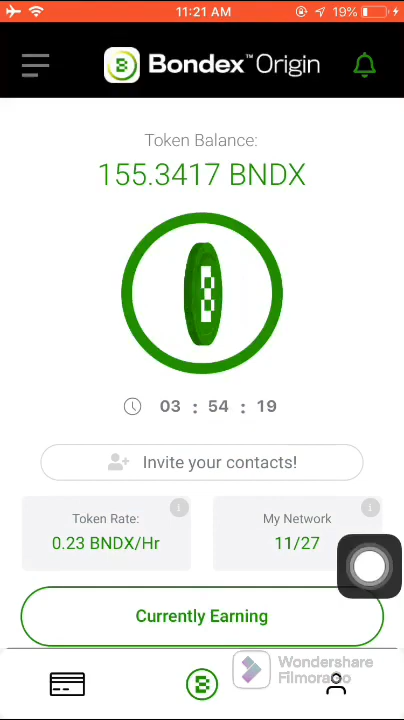 11:21 AM
19%
Bondex™ Origin
Token Balance:
155.3417 BNDX
03 : 54 : 19
Invite your contacts!
Token Rate:
0.23 BNDX/Hr
My Network
11/27
Currently Earning
Wondershare
Filmora